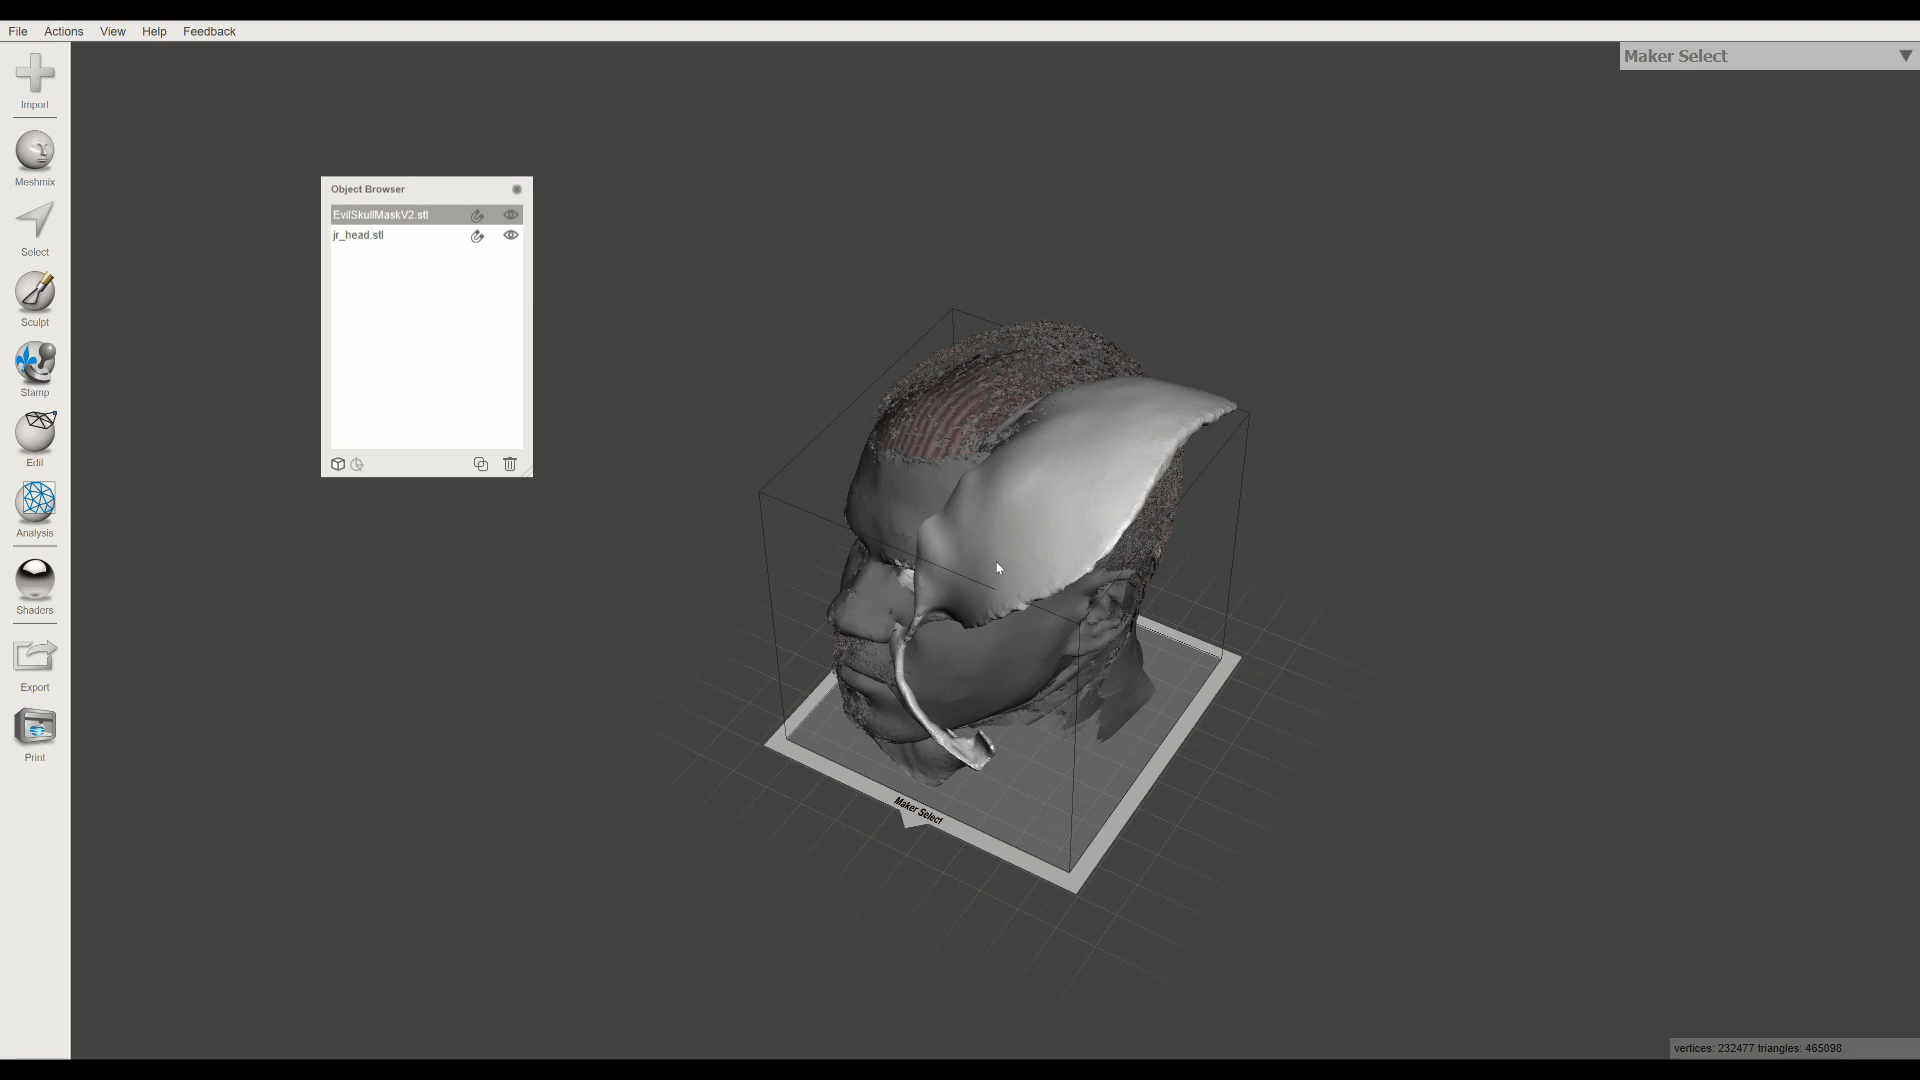 File Actions View Help Feedback
Maker Select
Import
Meshmix
Select
Sculpt
Stamp
Edit
Analysis
Shaders
Export
Print
Object Browser
EvilSkullMaskV2.stl
jr_head.stl
Maker Select
vertices: 232477 triangles: 465098